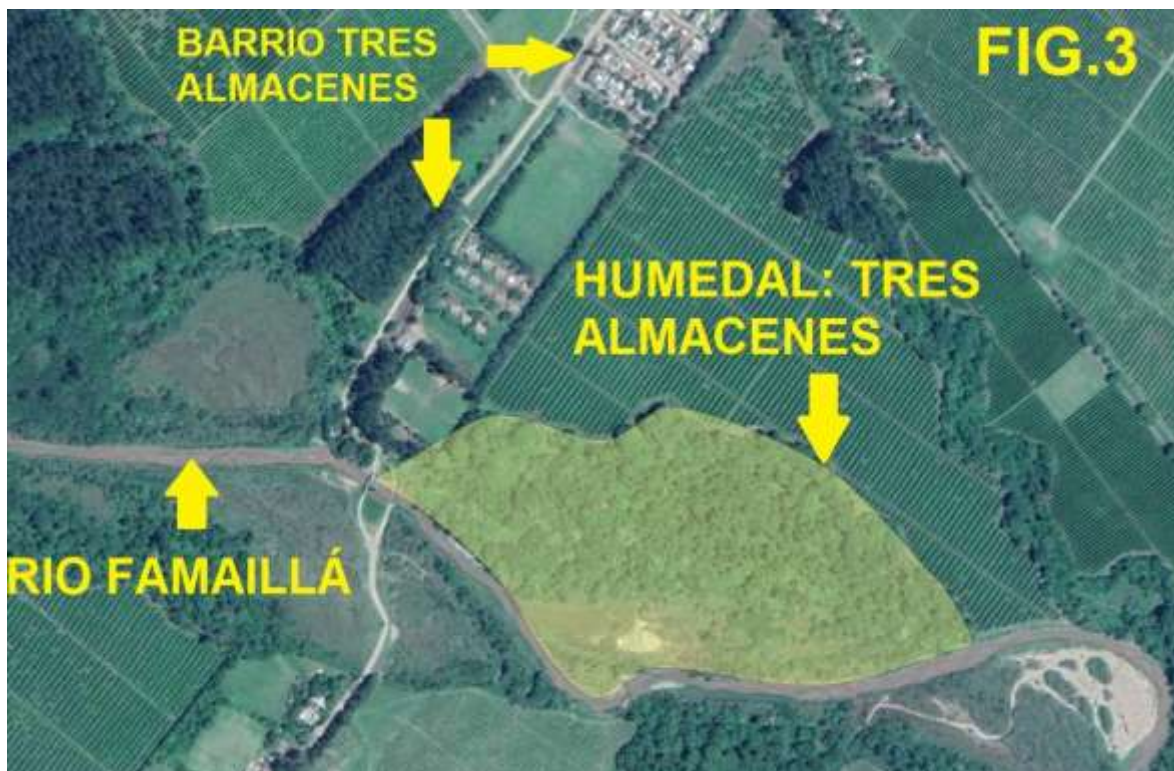 BARRIO TRES
ALMACENES
FIG.3
HUMEDAL: TRES
ALMACENES
RIO FAMAILLÁ